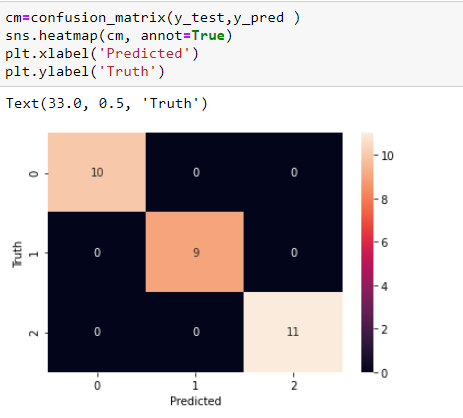 cm=confusion_matrix(y_test,y_pred )
sns.heatmap(cm, annot=True)
plt.xlabel('Predicted')
plt.ylabel('Truth')
Text(33.0, 0.5, 'Truth')
0 10 0 0
1 0 9 0
2 0 0 11
Truth
0 1 2
Predicted
10
8
6
4
2
0